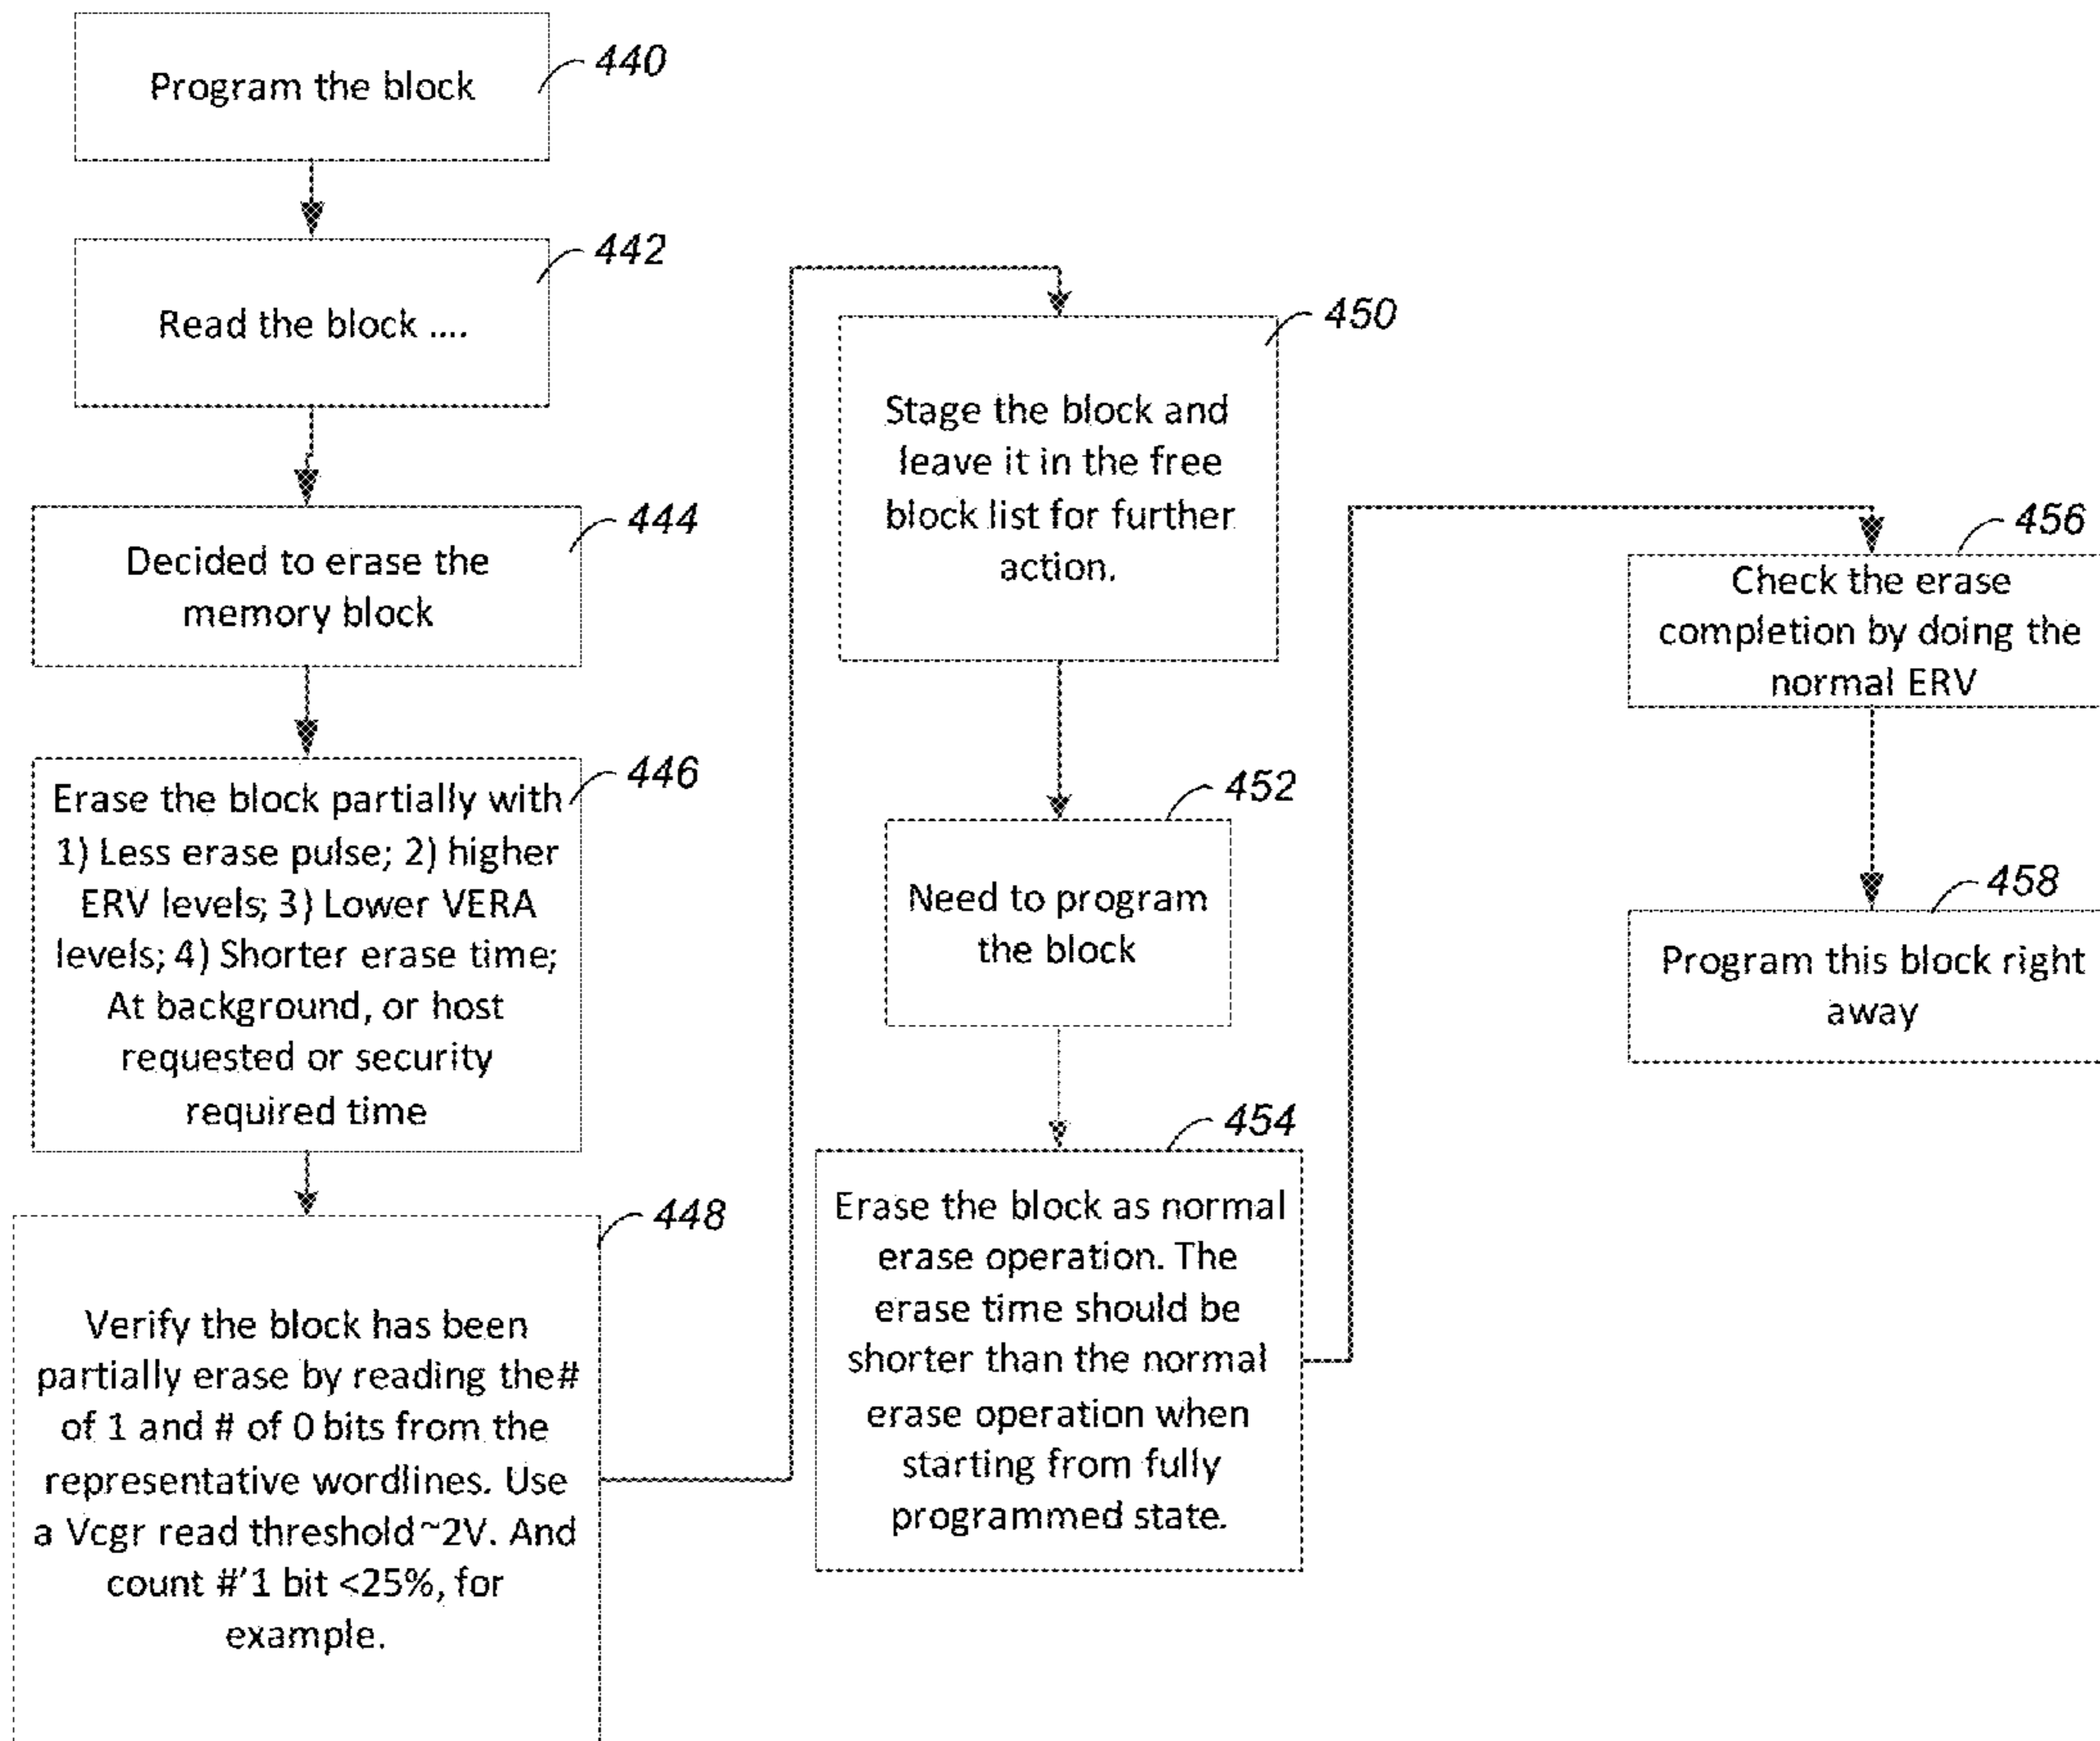 Program the block
440
Read the block ....
442
Decided to erase the
memory block
444
Erase the block partially with
1) Less erase pulse; 2) higher
ERV levels; 3) Lower VERA
levels; 4) Shorter erase time;
At background, or host
requested or security
required time
446
Verify the block has been
partially erase by reading the#
of 1 and # of 0 bits from the
representative wordlines. Use
a Vcgr read threshold ~2V. And
count #'1 bit <25%, for
example.
448
Stage the block and
leave it in the free
block list for further
action.
450
Need to program
the block
452
Erase the block as normal
erase operation. The
erase time should be
shorter than the normal
erase operation when
starting from fully
programmed state.
454
Check the erase
completion by doing the
normal ERV
456
Program this block right
away
458